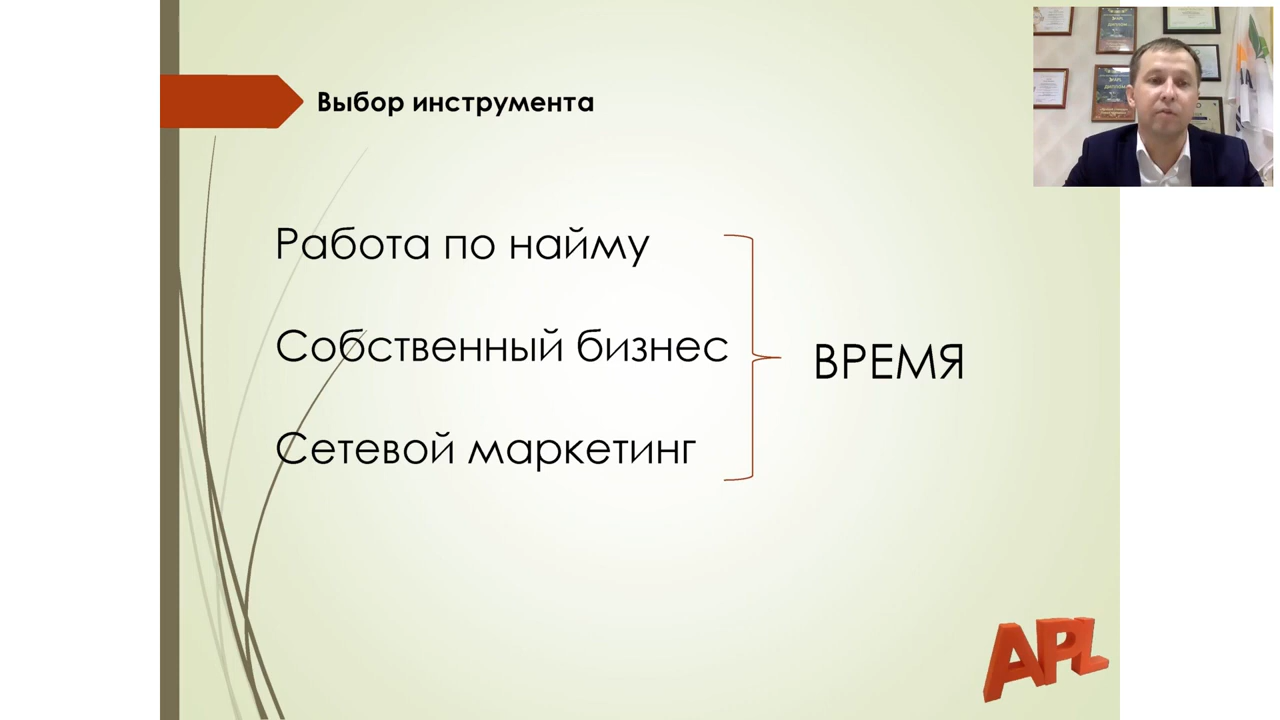 Выбор инструмента
Работа по найму
Собственный бизнес
ВРЕМЯ
Сетевой маркетинг
APL